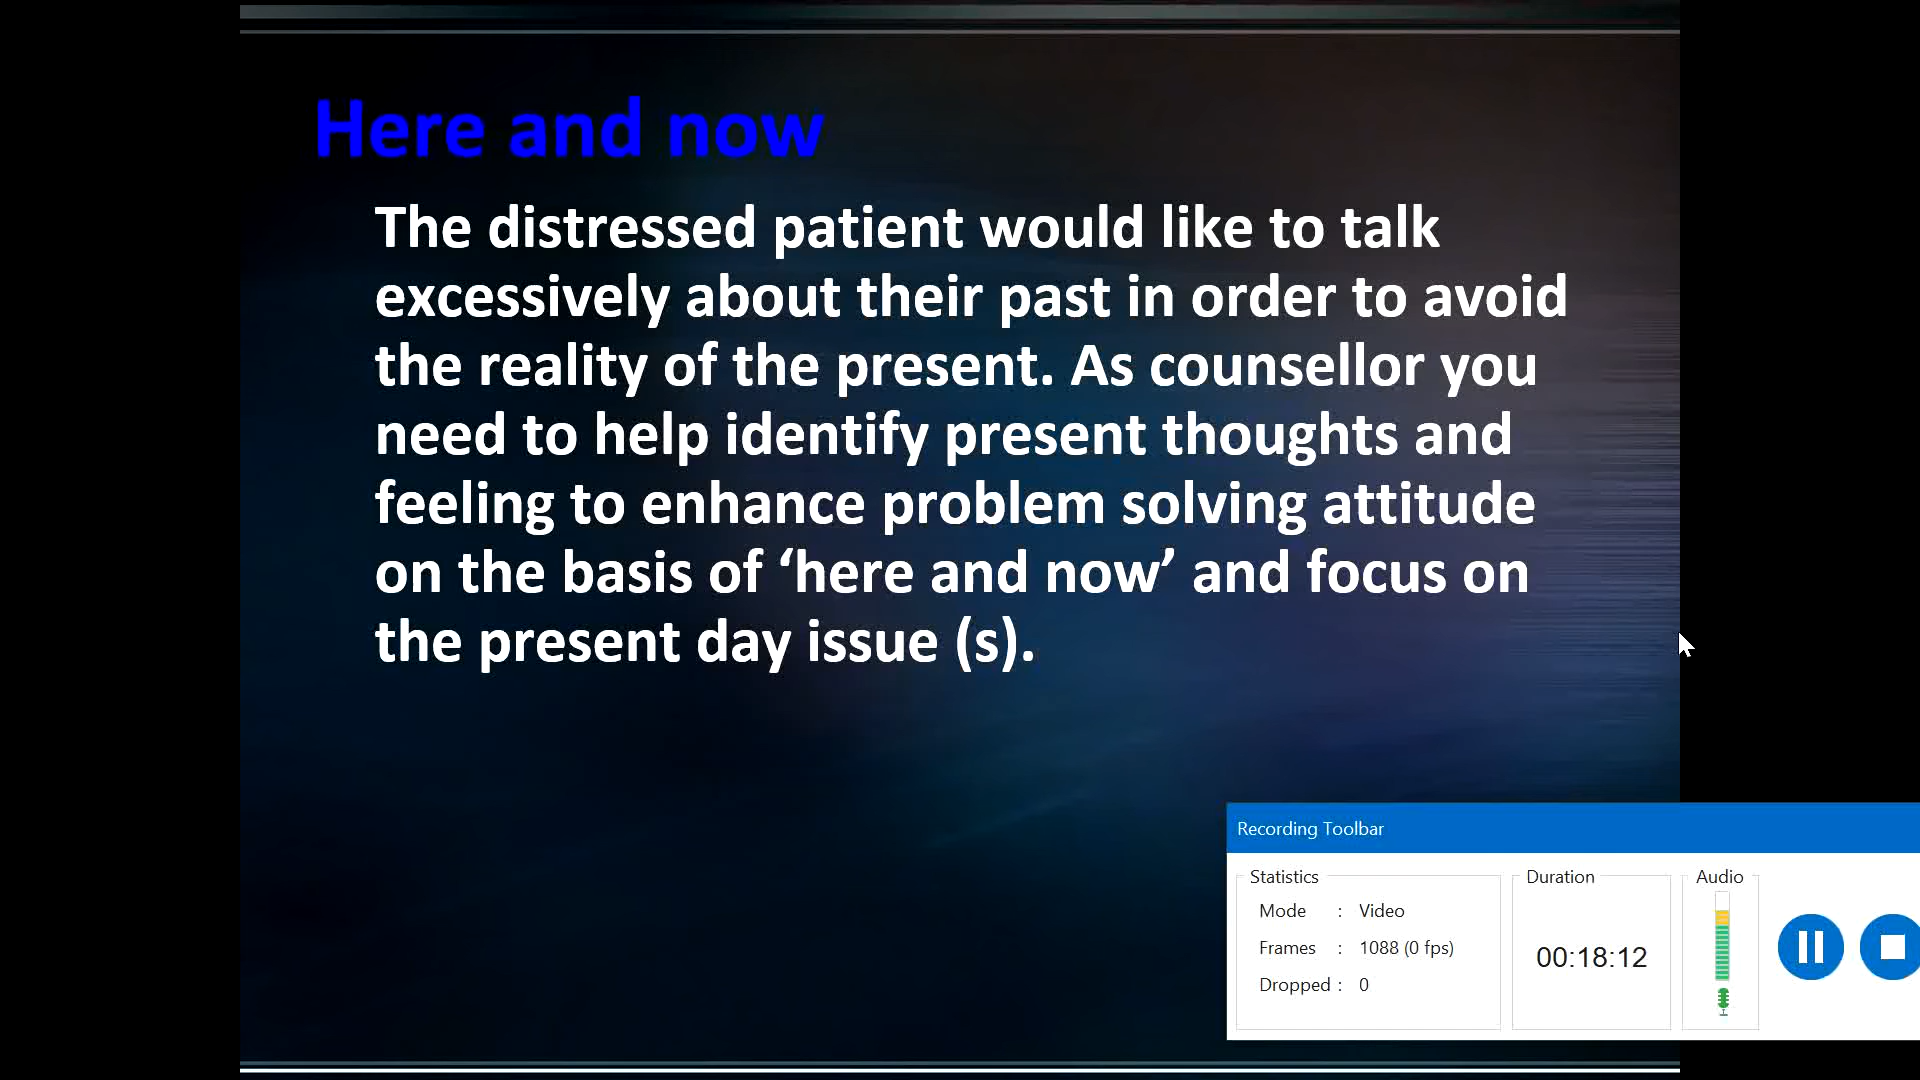 Here and now
The distressed patient would like to talk
excessively about their past in order to avoid
the reality of the present. As counsellor you
need to help identify present thoughts and
feeling to enhance problem solving attitude
on the basis of ‘here and now’ and focus on
the present day issue (s).
Recording Toolbar
Statistics
Mode : Video
Frames : 1088 (0 fps)
Dropped : 0
Duration
00:18:12
Audio